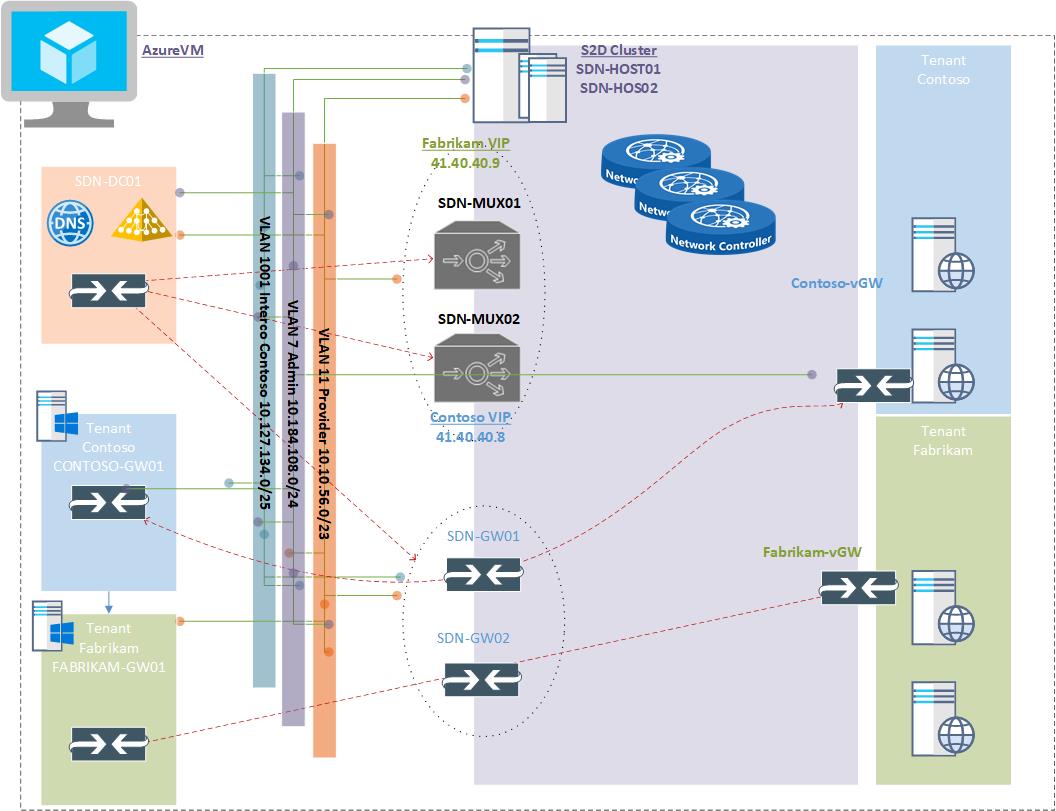 AzureVM
S2D Cluster
SDN-HOST01
SDN-HOS02
Tenant
Contoso
Fabrikam VIP
41.40.40.9
SDN-DC01
DNS
SDN-MUX01
Netwo
Netw
Network Controller
Contoso-vGW
SDN-MUX02
VLAN 1001 Interco Contoso 10.127.134.0/25
VLAN 7 Admin 10.184.108.0/24
VLAN 11 Provider 10.10.56.0/23
Contoso VIP
41.40.40.8
Tenant
Contoso
CONTOSO-GW01
Tenant
Fabrikam
SDN-GW01
Fabrikam-vGW
Tenant
Fabrikam
FABRIKAM-GW01
SDN-GW02